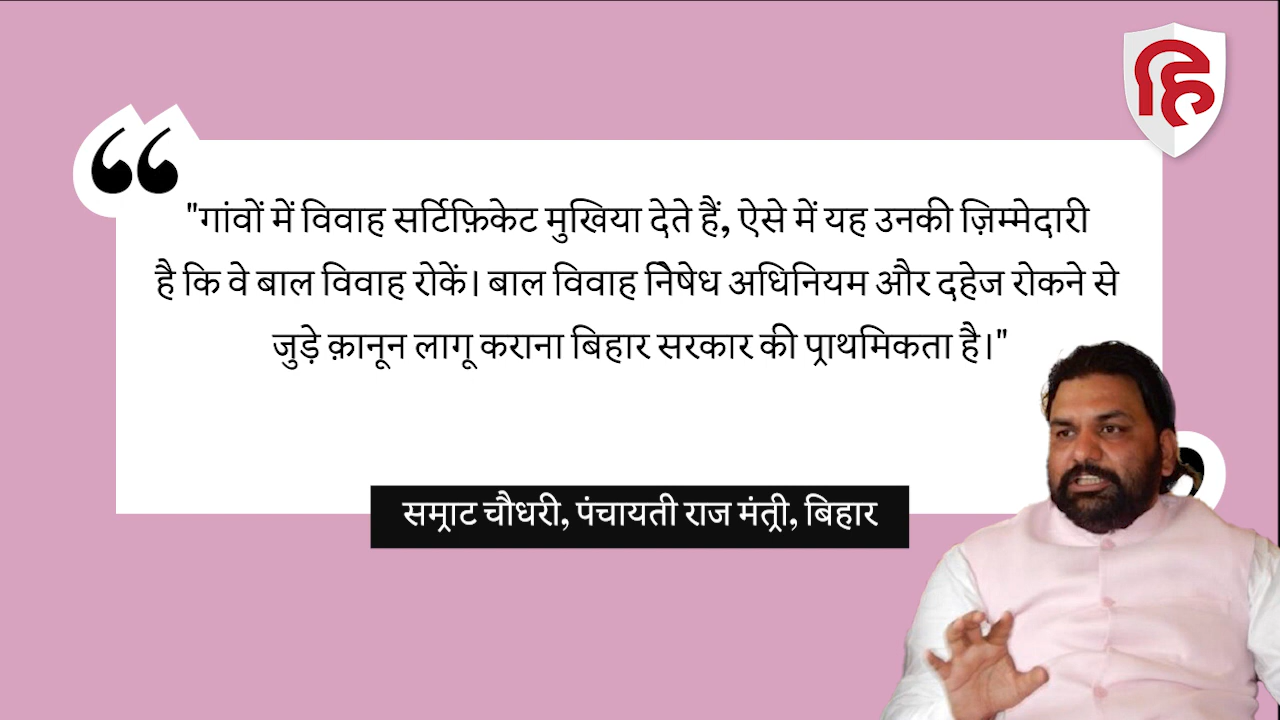 हि
"गांवों में विवाह सर्टिफ़िकेट मुखिया देते हैं, ऐसे में यह उनकी ज़िम्मेदारी
है कि वे बाल विवाह रोकें। बाल विवाह निषेध अधिनियम और दहेज रोकने से
जुड़े क़ानून लागू कराना बिहार सरकार की प्राथमिकता है।"
सम्राट चौधरी, पंचायती राज मंत्री, बिहार